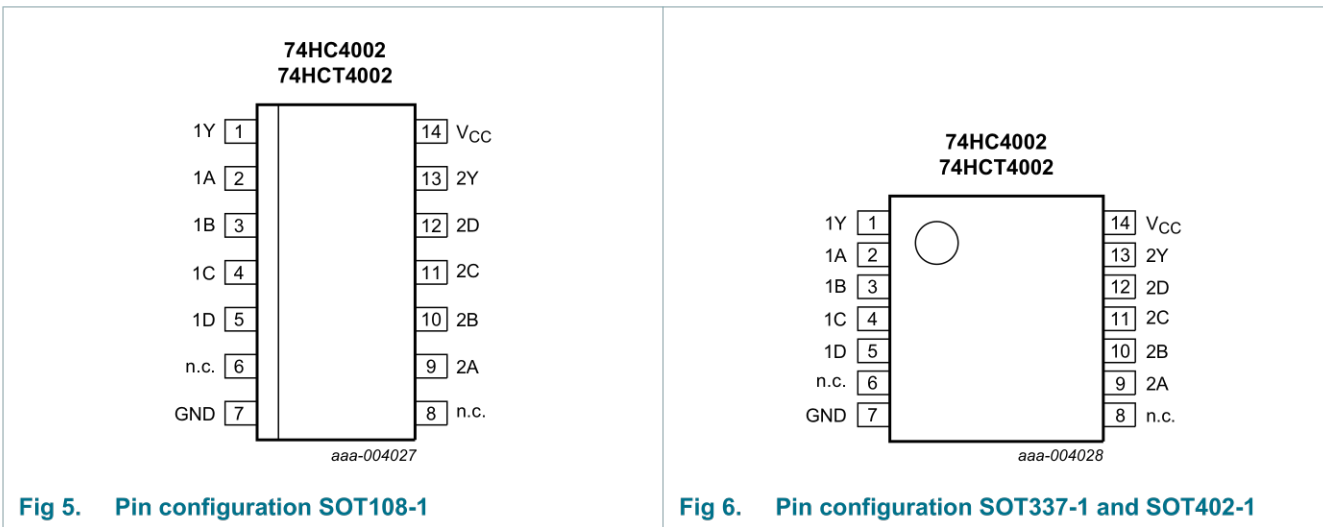 74HC4002
74HCT4002
1Y 1 14 VCC
1A 2 13 2Y
1B 3 12 2D
1C 4 11 2C
1D 5 10 2B
n.c. 6 9 2A
GND 7 8 n.c.
aaa-004027
Fig 5. Pin configuration SOT108-1
74HC4002
74HCT4002
1Y 1 14 VCC
1A 2 13 2Y
1B 3 12 2D
1C 4 11 2C
1D 5 10 2B
n.c. 6 9 2A
GND 7 8 n.c.
aaa-004028
Fig 6. Pin configuration SOT337-1 and SOT402-1